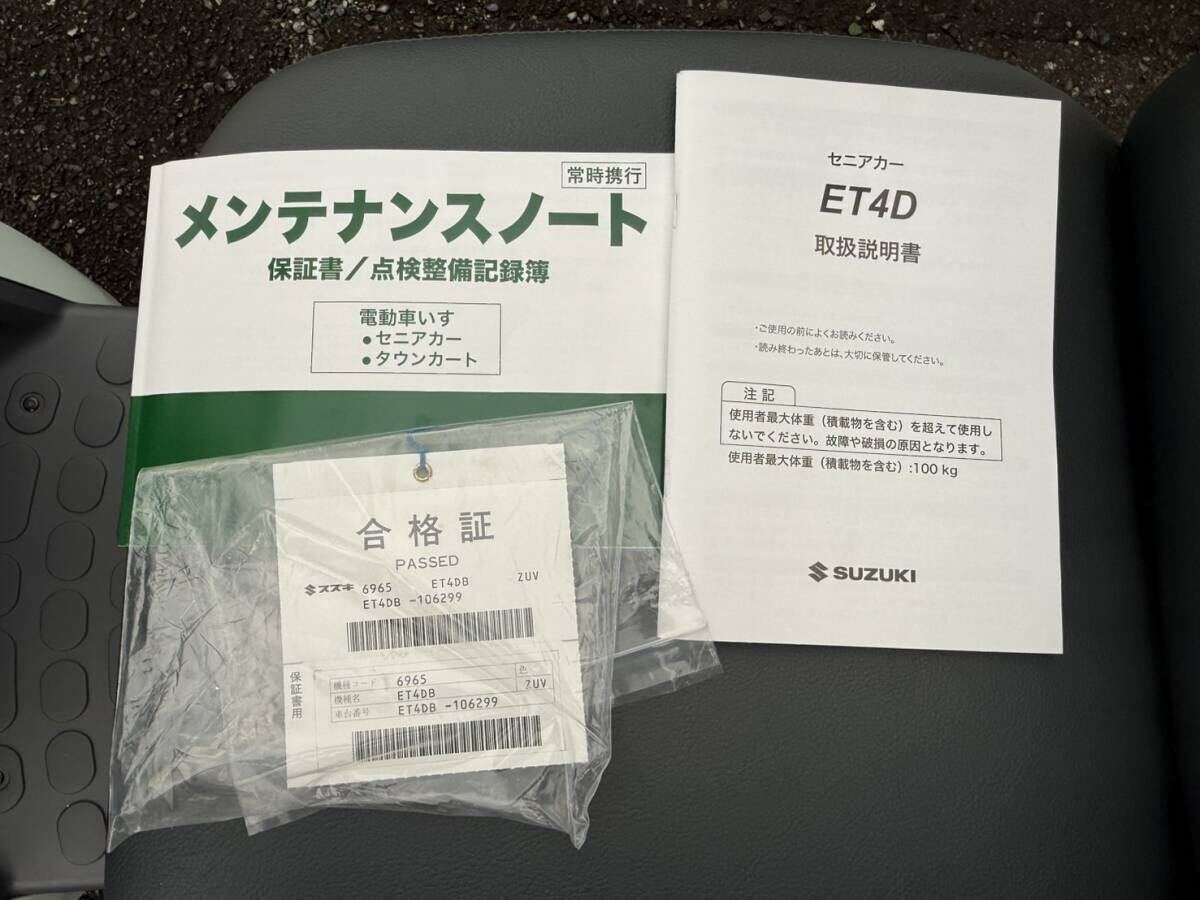 常時携行
メンテナンスノート
保証書／点検整備記録簿
電動車いす
●セニアカー
●タウンカート
セニアカー
ET4D
取扱説明書
・ご使用の前によくお読みください。
・読み終わったあとは、大切に保管してください。
注記
使用者最大体重（積載物を含む）を超えて使用し
ないでください。故障や破損の原因となります。
使用者最大体重（積載物を含む）:100 kg
SUZUKI
合格証
PASSED
スズキ 6965 ET4DB ZUV
ET4DB -106299
保証書用
機種コード 6965 色
機種名 ET4DB ZUV
車台番号 ET4DB -106299